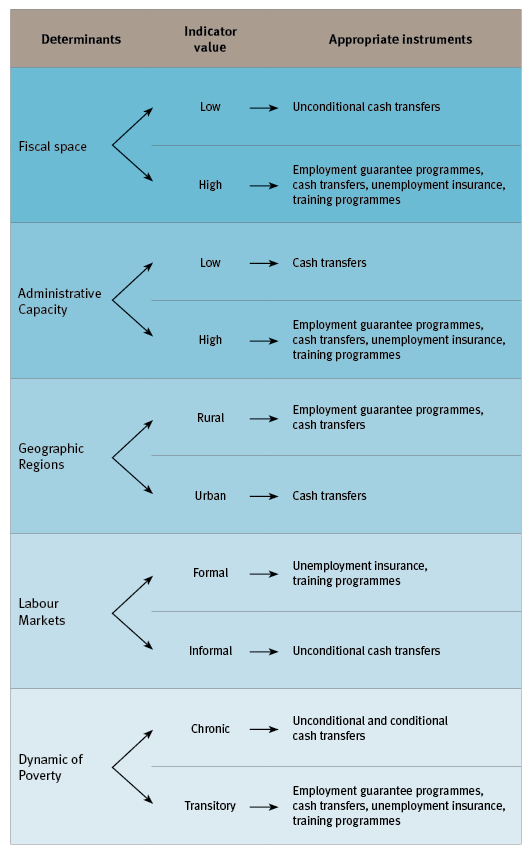 Determinants
Indicator
value
Appropriate instruments
Fiscal space
Low
Unconditional cash transfers
High
Employment guarantee programmes,
cash transfers, unemployment insurance,
training programmes
Administrative
Capacity
Low
Cash transfers
High
Employment guarantee programmes,
cash transfers, unemployment insurance,
training programmes
Geographic
Regions
Rural
Employment guarantee programmes,
cash transfers
Urban
Cash transfers
Labour
Markets
Formal
Unemployment insurance,
training programmes
Informal
Unconditional cash transfers
Dynamic of
Poverty
Chronic
Unconditional and conditional
cash transfers
Transitory
Employment guarantee programmes,
cash transfers, unemployment insurance,
training programmes